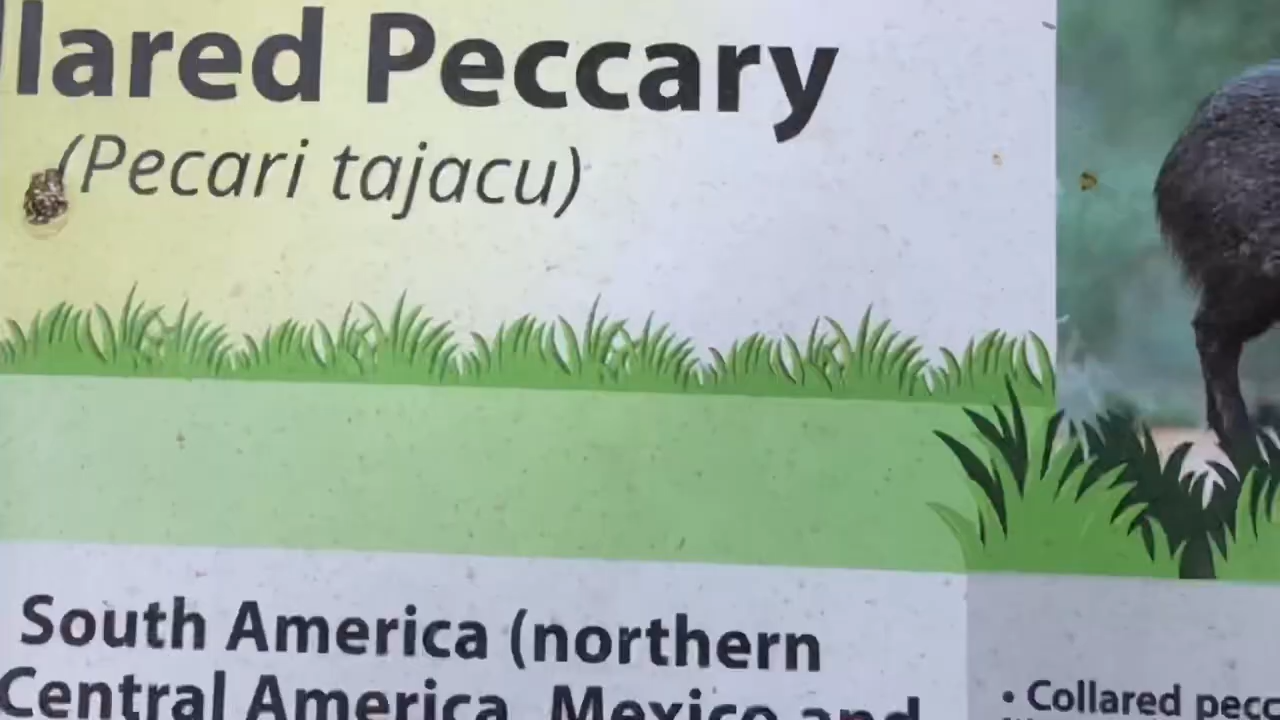 llared Peccary
(Pecari tajacu)
South America (northern
Central America, Mexico and
• Collared pecc